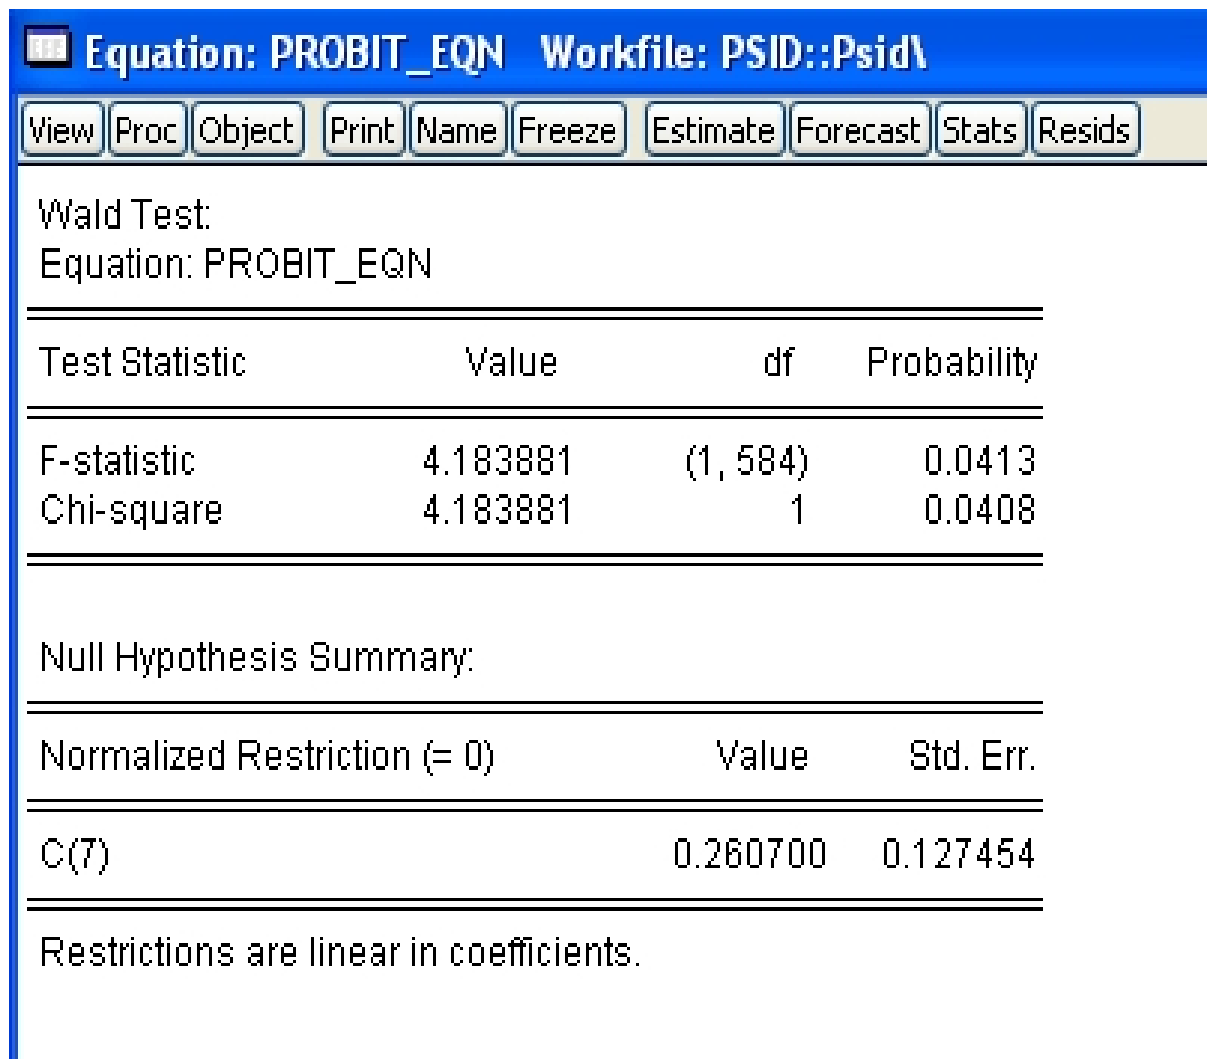 Equation: PROBIT_EQN Workfile: PSID::Psid\
View Proc Object Print Name Freeze Estimate Forecast Stats Resids
Wald Test:
Equation: PROBIT_EQN
Test Statistic Value df Probability
F-statistic 4.183881 (1, 584) 0.0413
Chi-square 4.183881 1 0.0408
Null Hypothesis Summary:
Normalized Restriction (= 0) Value Std. Err.
C(7) 0.260700 0.127454
Restrictions are linear in coefficients.